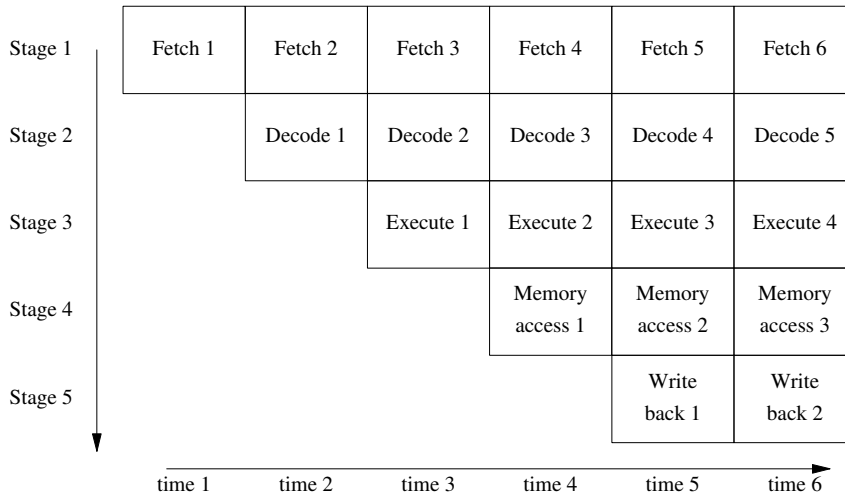 Stage 1 Fetch 1 Fetch 2 Fetch 3 Fetch 4 Fetch 5 Fetch 6
Stage 2 Decode 1 Decode 2 Decode 3 Decode 4 Decode 5
Stage 3 Execute 1 Execute 2 Execute 3 Execute 4
Stage 4 Memory access 1 Memory access 2 Memory access 3
Stage 5 Write back 1 Write back 2
time 1 time 2 time 3 time 4 time 5 time 6